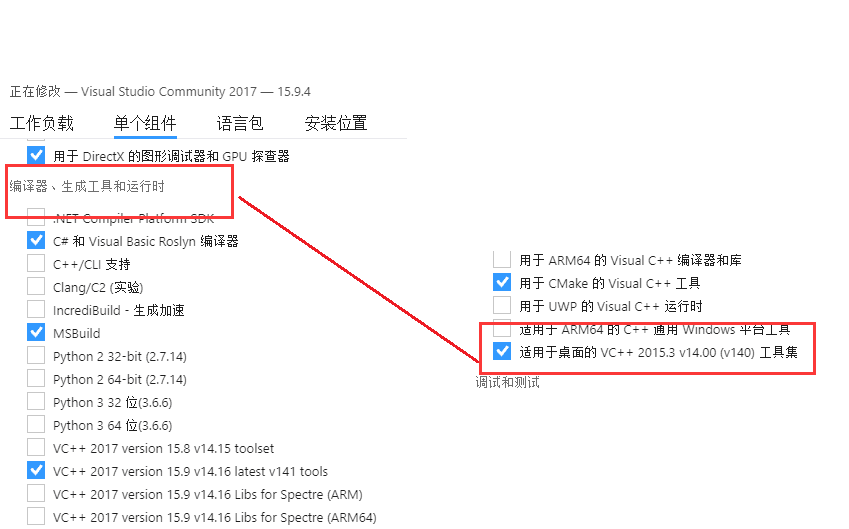 正在修改 — Visual Studio Community 2017 — 15.9.4
工作负载 单个组件 语言包 安装位置
用于 DirectX 的图形调试器和 GPU 探查器
编译器、生成工具和运行时
.NET Compiler Platform SDK
C# 和 Visual Basic Roslyn 编译器
C++/CLI 支持
Clang/C2 (实验)
IncrediBuild - 生成加速
MSBuild
Python 2 32-bit (2.7.14)
Python 2 64-bit (2.7.14)
Python 3 32 位(3.6.6)
Python 3 64 位(3.6.6)
VC++ 2017 version 15.8 v14.15 toolset
VC++ 2017 version 15.9 v14.16 latest v141 tools
VC++ 2017 version 15.9 v14.16 Libs for Spectre (ARM)
VC++ 2017 version 15.9 v14.16 Libs for Spectre (ARM64)
用于 ARM64 的 Visual C++ 编译器和库
用于 CMake 的 Visual C++ 工具
用于 UWP 的 Visual C++ 运行时
适用于 ARM64 的 C++ 通用 Windows 平台工具
适用于桌面的 VC++ 2015.3 v14.00 (v140) 工具集
调试和测试